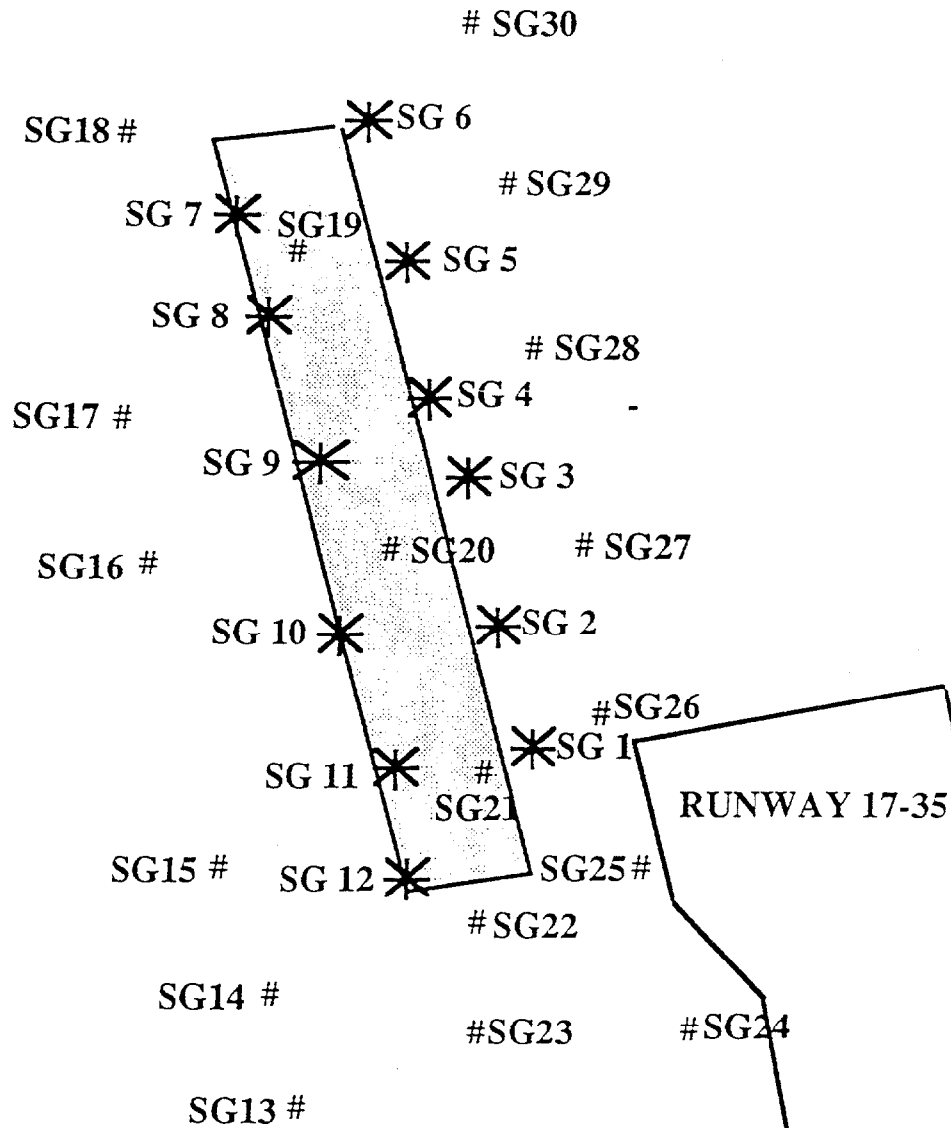 # SG30
SG18 #
SG 6
# SG29
SG 7
SG19
#
SG 5
SG 8
# SG28
SG 4
SG17 #
SG 9
SG 3
# SG20
# SG27
SG16 #
SG 10
SG 2
#SG26
SG 1
SG 11
#
SG21
RUNWAY 17-35
SG15 #
SG 12
SG25 #
#SG22
SG14 #
#SG23
#SG24
SG13 #